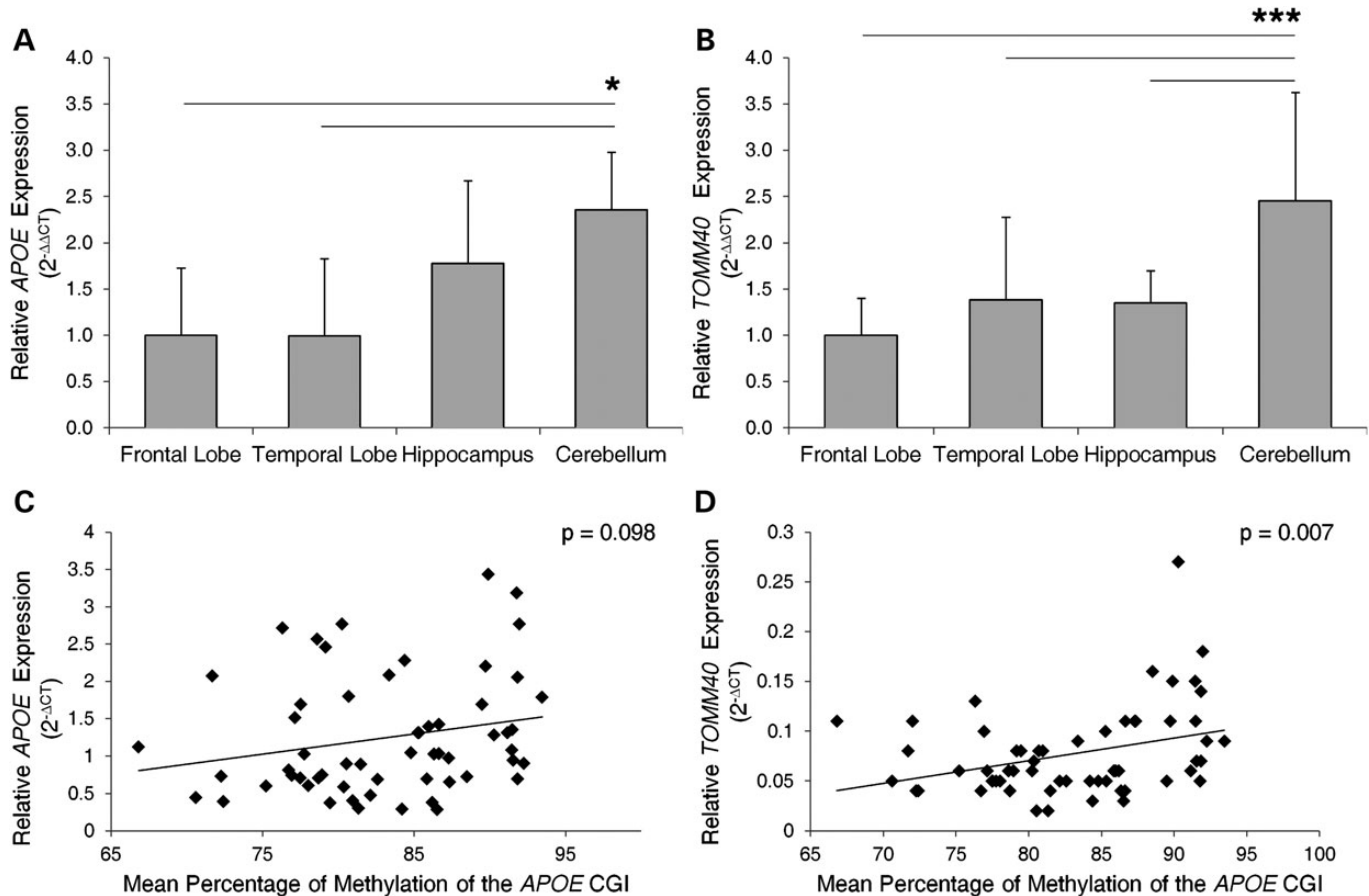 A
Relative APOE Expression
(2-ΔΔCT)
4.0
3.5
3.0
2.5
2.0
1.5
1.0
0.5
0.0
*
Frontal Lobe Temporal Lobe Hippocampus Cerebellum
B
Relative TOMM40 Expression
(2-ΔΔCT)
4.0
3.5
3.0
2.5
2.0
1.5
1.0
0.5
0.0
***
Frontal Lobe Temporal Lobe Hippocampus Cerebellum
C
Relative APOE Expression
(2-ΔCT)
4
3.5
3
2.5
2
1.5
1
0.5
0
p = 0.098
65 75 85 95
Mean Percentage of Methylation of the APOE CGI
D
Relative TOMM40 Expression
(2-ΔCT)
0.3
0.25
0.2
0.15
0.1
0.05
0
p = 0.007
65 70 75 80 85 90 95 100
Mean Percentage of Methylation of the APOE CGI